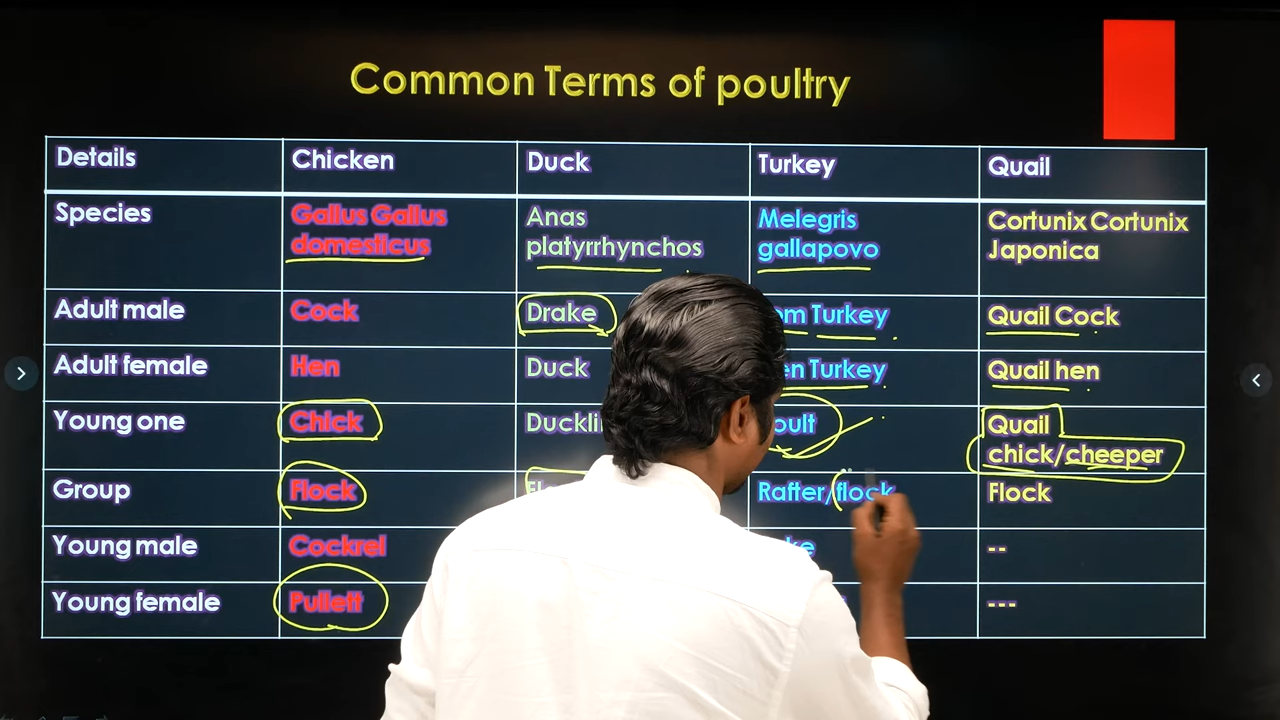 Common Terms of poultry
Details Chicken Duck Turkey Quail
Species Gallus Gallus domesticus Anas platyrrhynchos Melegris gallapovo Cortunix Cortunix Japonica
Adult male Cock Drake Turkey Quail Cock
Adult female Hen Duck Turkey Quail hen
Young one Chick Quail chick/cheeper
Group Flock Rafter/flock Flock
Young male Cockrel --
Young female Pullett ---